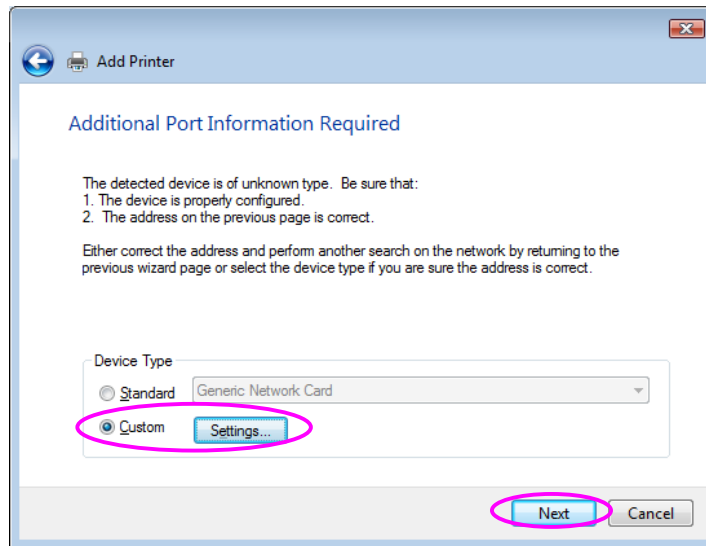 Add Printer
Additional Port Information Required
The detected device is of unknown type. Be sure that:
1. The device is properly configured.
2. The address on the previous page is correct.
Either correct the address and perform another search on the network by returning to the
previous wizard page or select the device type if you are sure the address is correct.
Device Type
Standard Generic Network Card
Custom Settings...
Next Cancel